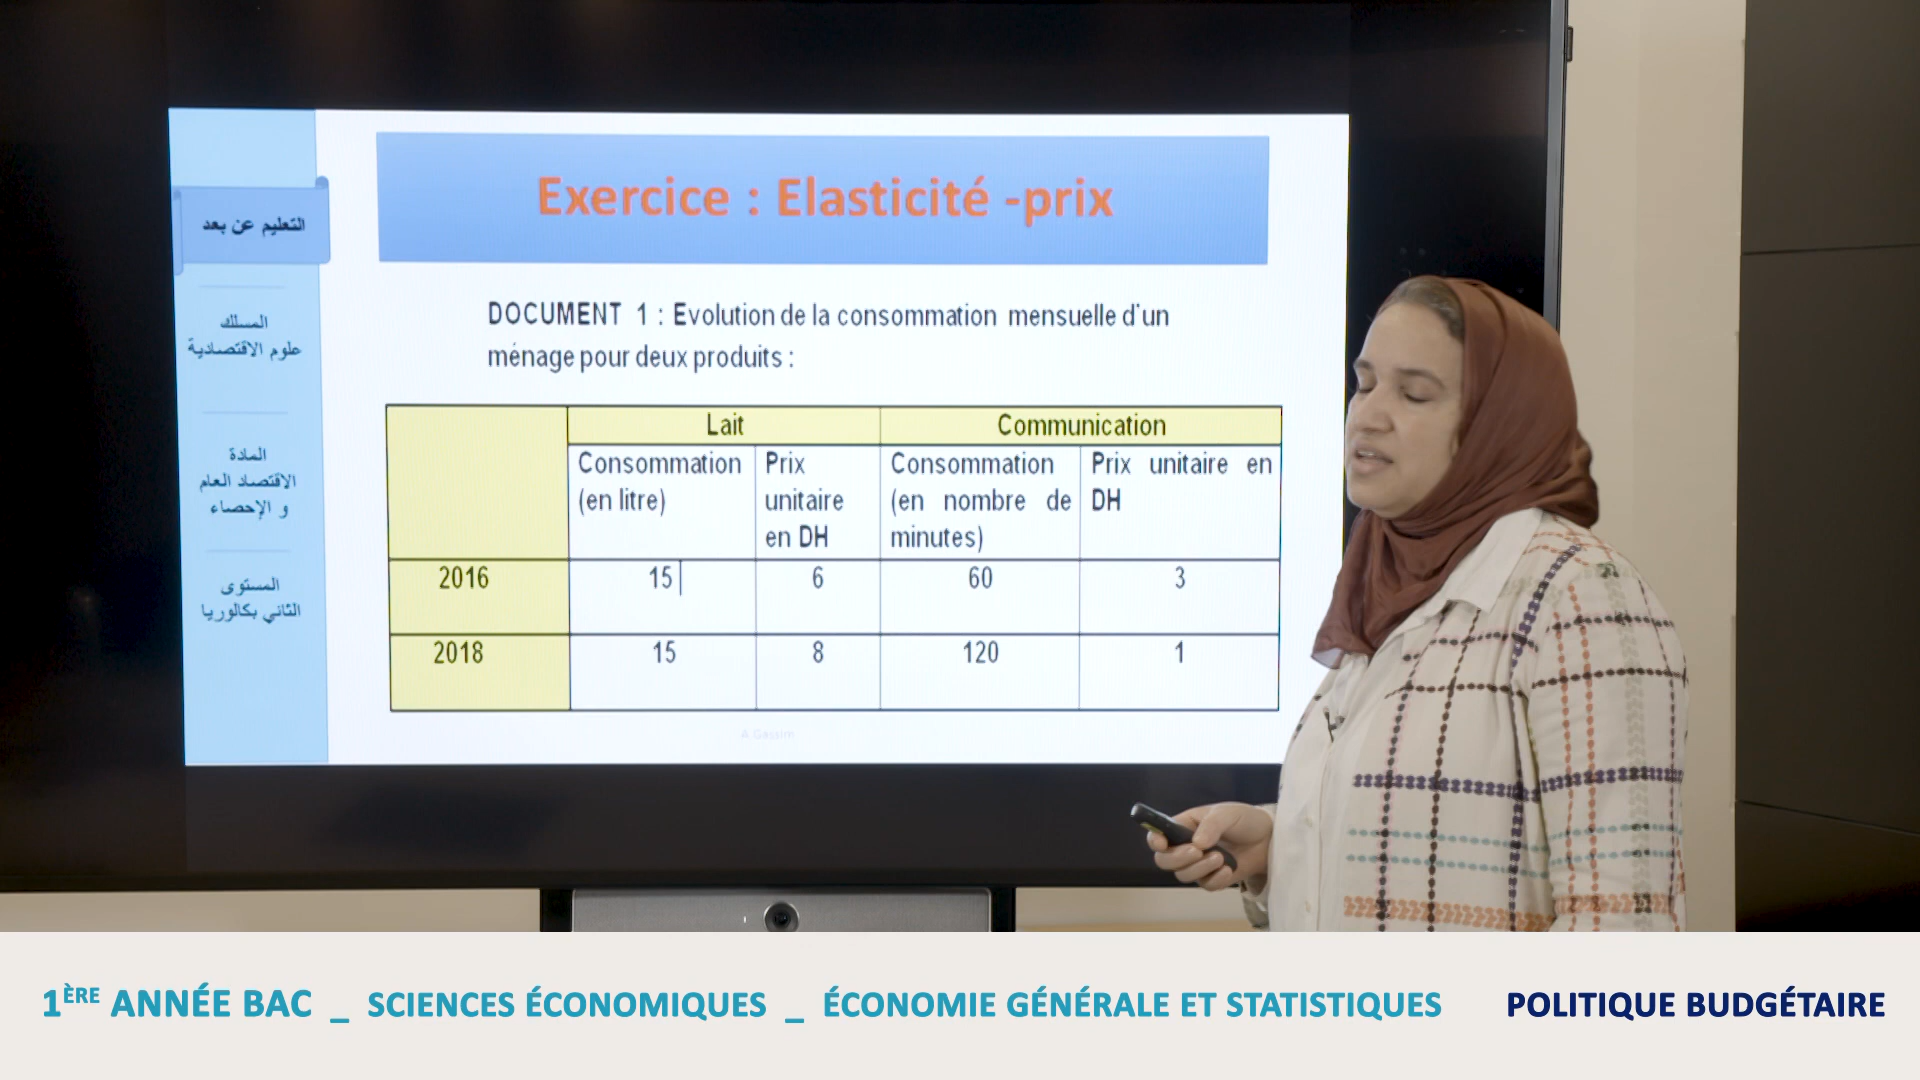 التعليم عن بعد
المسلك
علوم الاقتصادية
المادة
الاقتصاد العام
و الإحصاء
المستوى
الثاني بكالوريا
Exercice : Elasticité -prix
DOCUMENT 1 : Evolution de la consommation mensuelle d'un
ménage pour deux produits :
Lait Communication
Consommation (en litre) Prix unitaire en DH Consommation (en nombre de minutes) Prix unitaire en DH
2016 15 6 60 3
2018 15 8 120 1
A.Gassim
1ÈRE ANNÉE BAC _ SCIENCES ÉCONOMIQUES _ ÉCONOMIE GÉNÉRALE ET STATISTIQUES POLITIQUE BUDGÉTAIRE